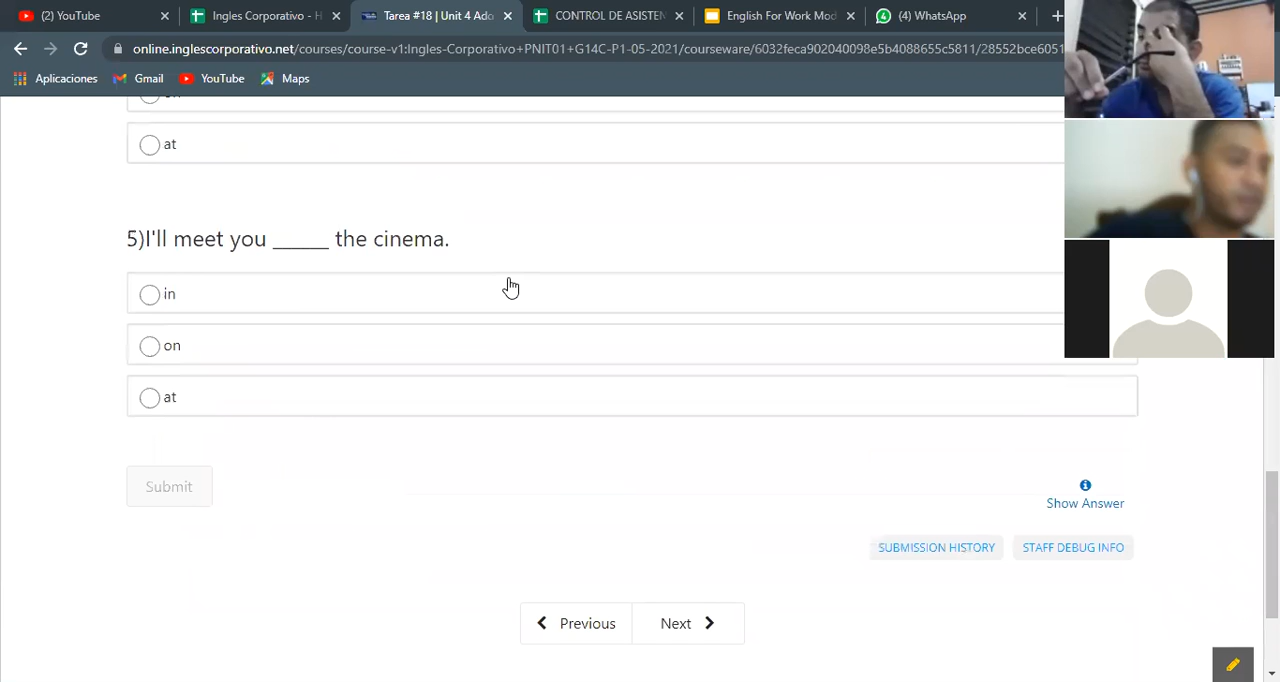 (2) YouTube
Ingles Corporativo - H
Tarea #18 | Unit 4 Ado
CONTROL DE ASISTEN
English For Work Mod
(4) WhatsApp
online.inglescorporativo.net/courses/course-v1:Ingles-Corporativo+PNIT01+G14C-P1-05-2021/courseware/6032feca902040098e5b4088655c5811/28552bce6051
Aplicaciones
Gmail
YouTube
Maps
at
5)I'll meet you ______ the cinema.
in
on
at
Submit
Show Answer
SUBMISSION HISTORY
STAFF DEBUG INFO
Previous
Next